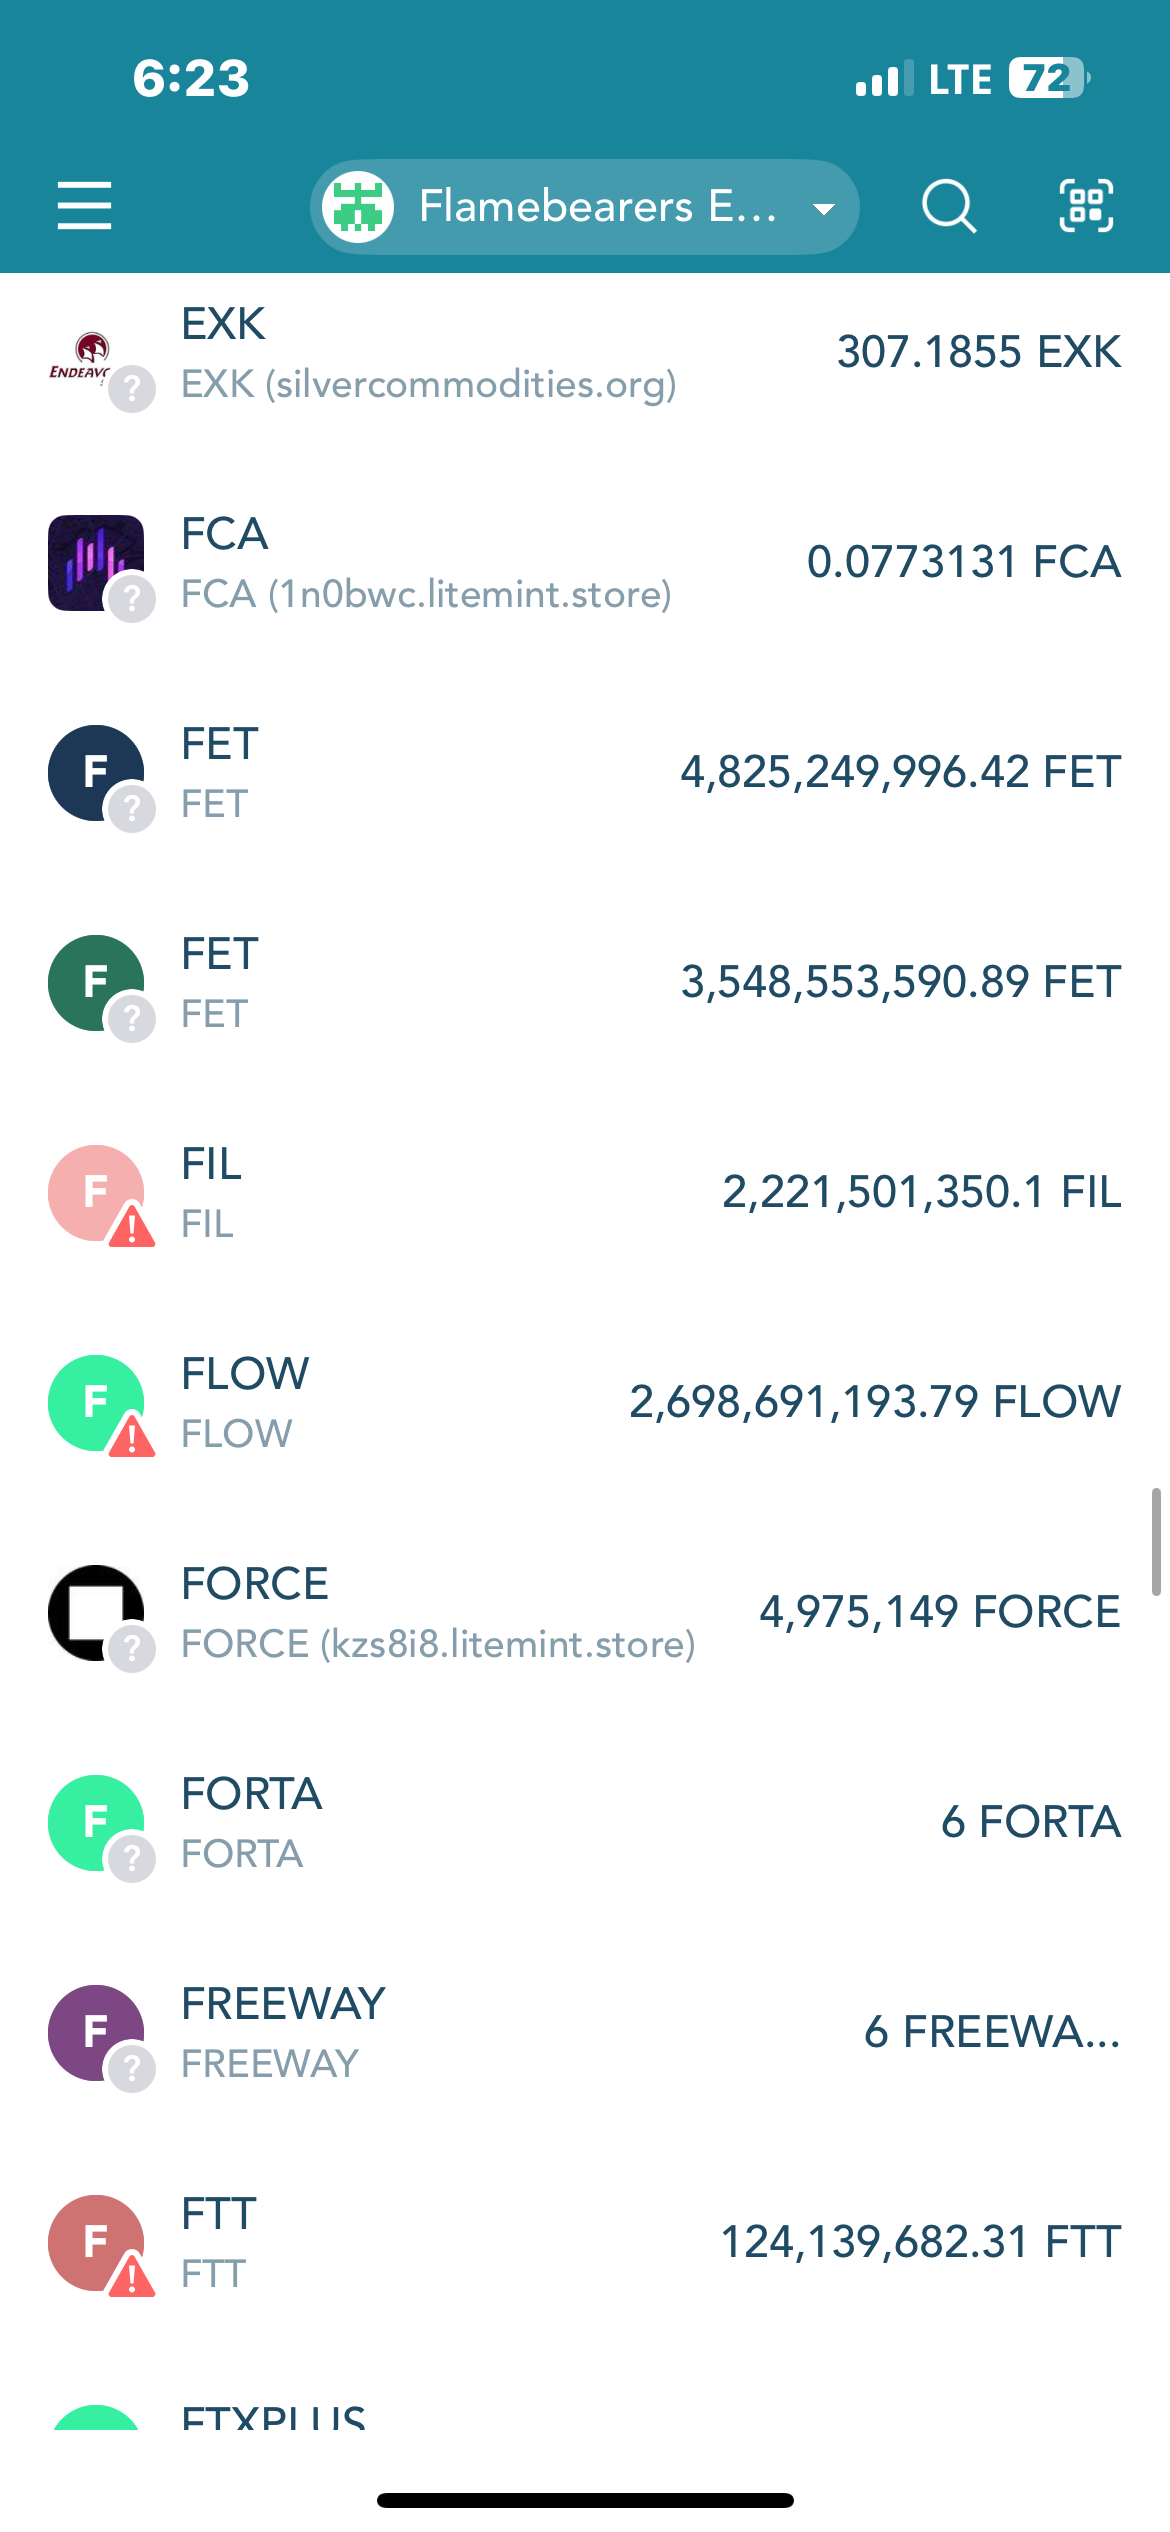 6:23
LTE 72
Flamebearers E...
EXK
307.1855 EXK
EXK (silvercommodities.org)
ENDEAVO
FCA
0.0773131 FCA
FCA (1n0bwc.litemint.store)
F
FET
4,825,249,996.42 FET
FET
F
FET
3,548,553,590.89 FET
FET
F
FIL
2,221,501,350.1 FIL
FIL
F
FLOW
2,698,691,193.79 FLOW
FLOW
FORCE
4,975,149 FORCE
FORCE (kzs8i8.litemint.store)
F
FORTA
6 FORTA
FORTA
F
FREEWAY
6 FREEWA...
FREEWAY
F
FTT
124,139,682.31 FTT
FTT
FTXPLUS